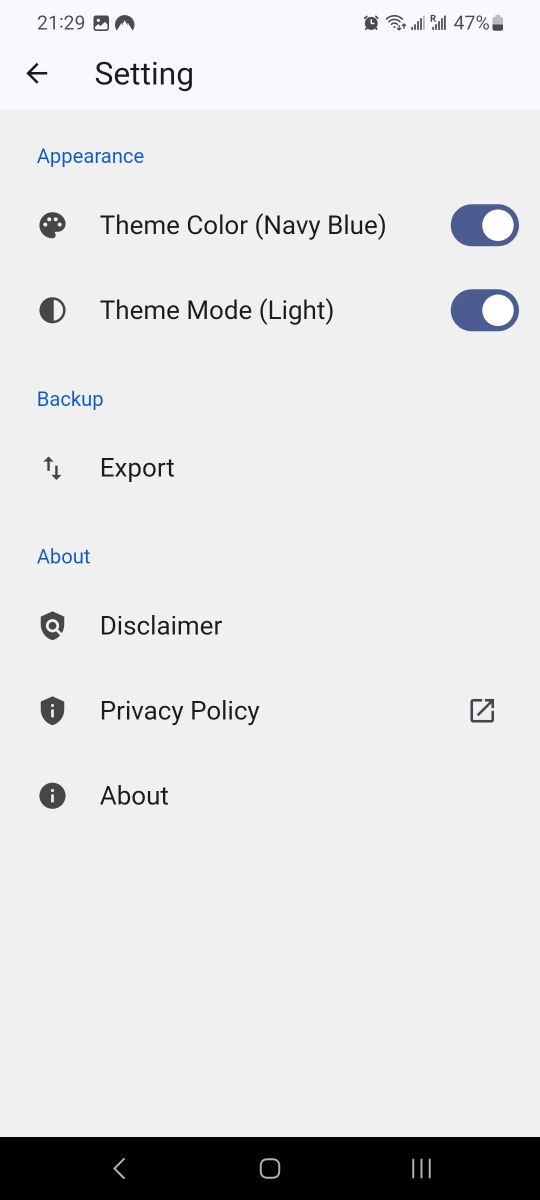 21:29
R 47%
Setting
Appearance
Theme Color (Navy Blue)
Theme Mode (Light)
Backup
Export
About
Disclaimer
Privacy Policy
About